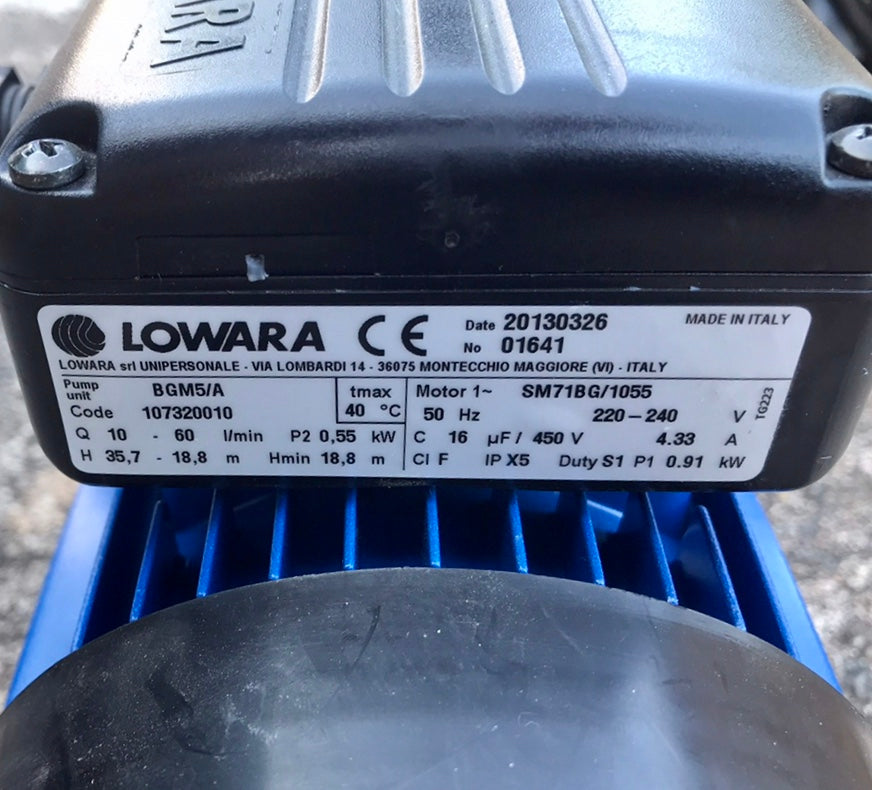 ARA
LOWARA CE Date 20130326 MADE IN ITALY
No 01641
LOWARA srl UNIPERSONALE - VIA LOMBARDI 14 - 36075 MONTECCHIO MAGGIORE (VI) - ITALY
Pump unit BGM5/A tmax Motor 1~ SM71BG/1055
Code 107320010 40 °C 50 Hz 220-240 V
Q 10 - 60 l/min P2 0,55 kW C 16 µF / 450 V 4.33 A
H 35,7 - 18,8 m Hmin 18,8 m Cl F IP X5 Duty S1 P1 0.91 kW
TG223